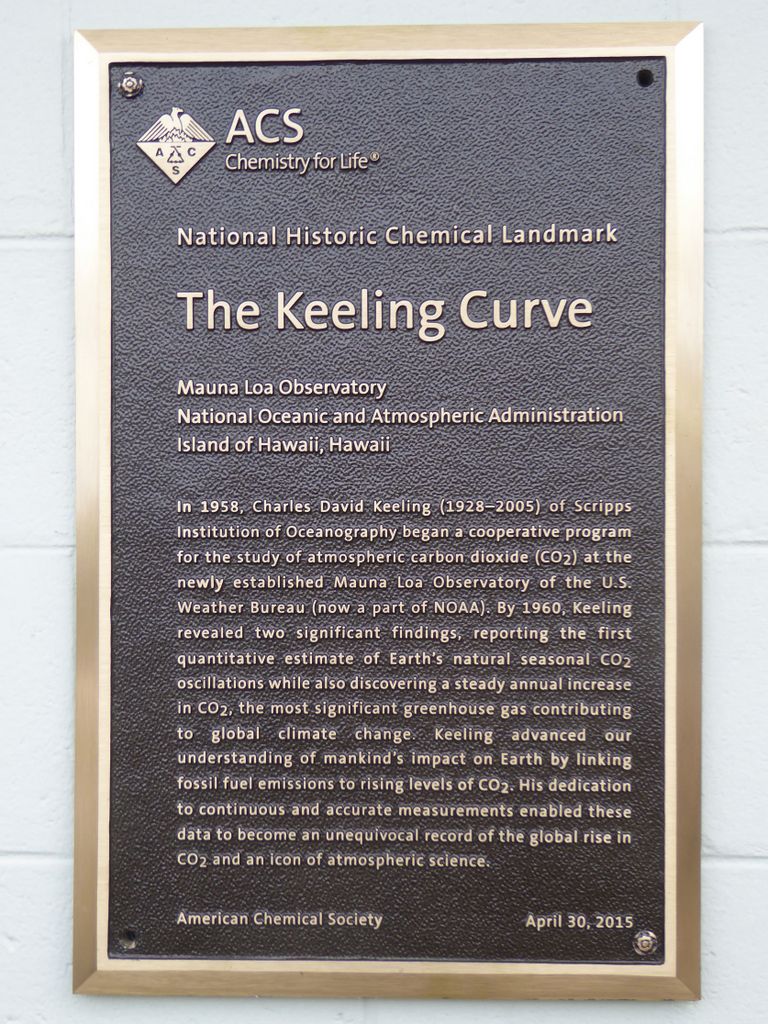 ACS
Chemistry for Life®
A C S
National Historic Chemical Landmark
The Keeling Curve
Mauna Loa Observatory
National Oceanic and Atmospheric Administration
Island of Hawaii, Hawaii
In 1958, Charles David Keeling (1928–2005) of Scripps
Institution of Oceanography began a cooperative program
for the study of atmospheric carbon dioxide (CO₂) at the
newly established Mauna Loa Observatory of the U.S.
Weather Bureau (now a part of NOAA). By 1960, Keeling
revealed two significant findings, reporting the first
quantitative estimate of Earth's natural seasonal CO₂
oscillations while also discovering a steady annual increase
in CO₂, the most significant greenhouse gas contributing
to global climate change. Keeling advanced our
understanding of mankind's impact on Earth by linking
fossil fuel emissions to rising levels of CO₂. His dedication
to continuous and accurate measurements enabled these
data to become an unequivocal record of the global rise in
CO₂ and an icon of atmospheric science.
American Chemical Society April 30, 2015